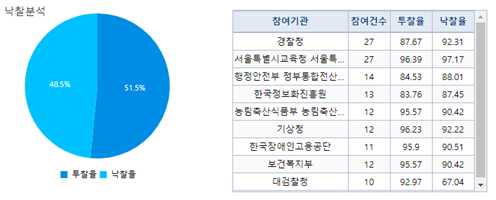 낙찰분석
48.5%
51.5%
투찰율 낙찰율
참여기관 참여건수 투찰율 낙찰율
경찰청 27 87.67 92.31
서울특별시교육청 서울특... 27 96.39 97.17
행정안전부 정부통합전산... 14 84.53 88.01
한국정보화진흥원 13 83.76 87.45
농림축산식품부 농림축산... 12 95.57 90.42
기상청 12 96.23 92.22
한국장애인고용공단 11 95.9 90.51
보건복지부 12 95.57 90.42
대검찰청 10 92.97 67.04